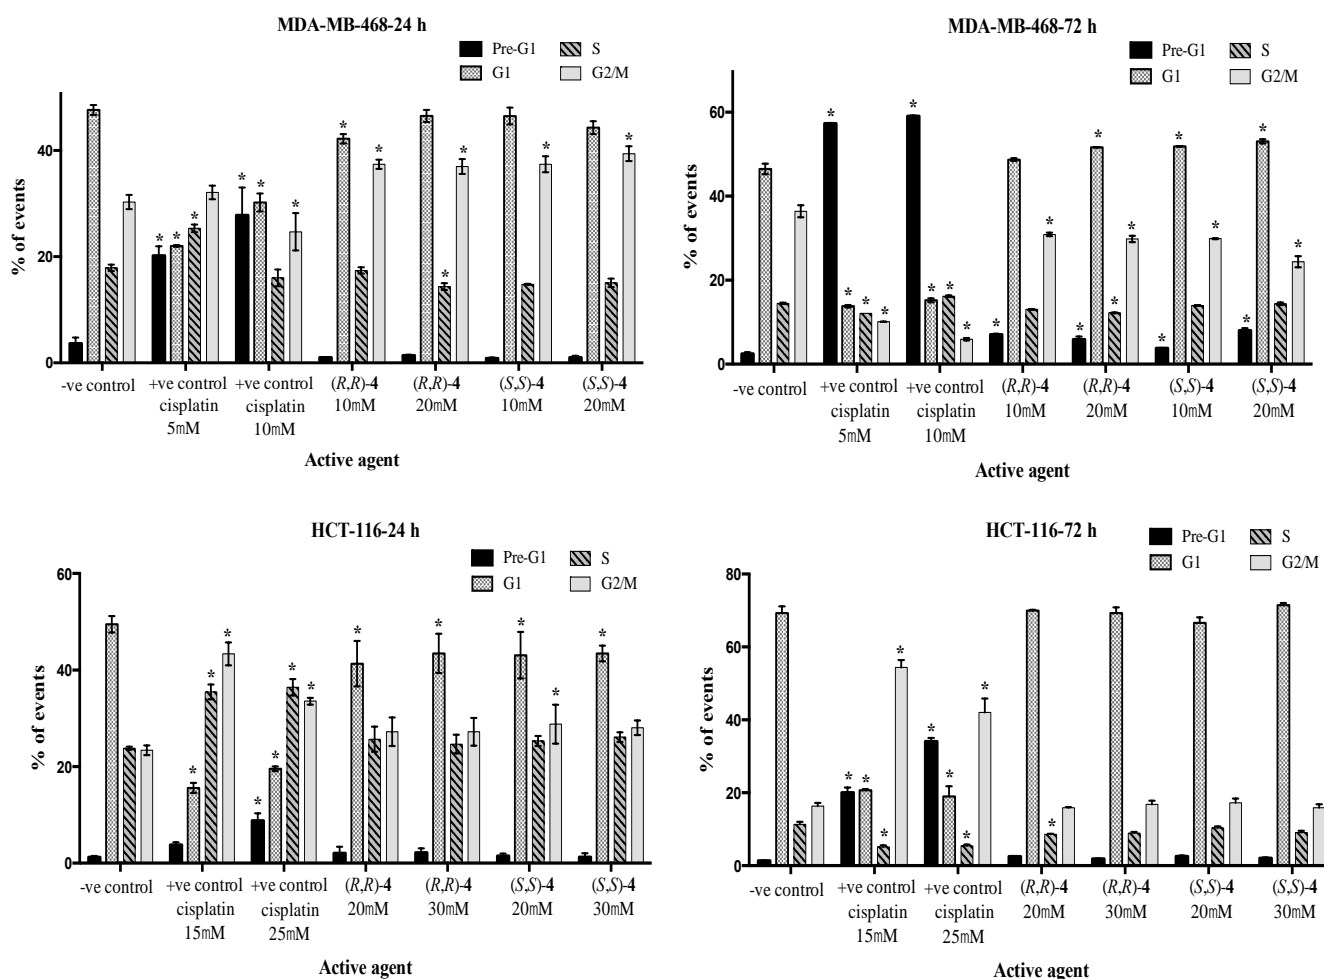 MDA-MB-468-24 h
Pre-G1 S
G1 G2/M
% of events
40
20
0
* * * * * * * * * * * *
-ve control +ve control +ve control (R,R)-4 (R,R)-4 (S,S)-4 (S,S)-4
cisplatin cisplatin 10mM 20mM 10mM 20mM
5mM 10mM
Active agent
MDA-MB-468-72 h
Pre-G1 S
G1 G2/M
% of events
60
40
20
0
* * * * * * * * * * * * * * * * * * *
-ve control +ve control +ve control (R,R)-4 (R,R)-4 (S,S)-4 (S,S)-4
cisplatin cisplatin 10mM 20mM 10mM 20mM
5mM 10mM
Active agent
HCT-116-24 h
Pre-G1 S
G1 G2/M
% of events
60
40
20
0
* * * * * * * * * * * *
-ve control +ve control +ve control (R,R)-4 (R,R)-4 (S,S)-4 (S,S)-4
cisplatin cisplatin 20mM 30mM 20mM 30mM
15mM 25mM
Active agent
HCT-116-72 h
Pre-G1 S
G1 G2/M
% of events
80
60
40
20
0
* * * * * * * * *
-ve control +ve control +ve control (R,R)-4 (R,R)-4 (S,S)-4 (S,S)-4
cisplatin cisplatin 20mM 30mM 20mM 30mM
15mM 25mM
Active agent